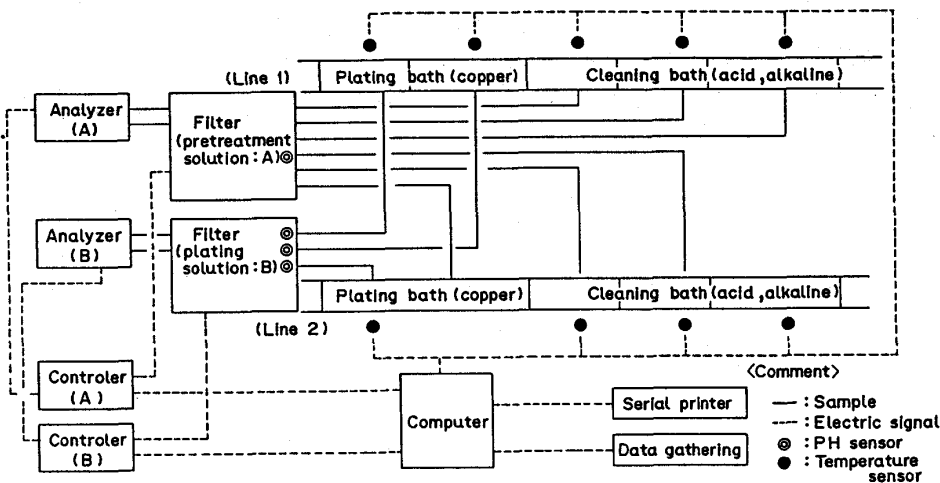 (Line 1)
Plating bath (copper)
Cleaning bath (acid, alkaline)
Analyzer
(A)
Filter
(pretreatment
solution : A)
Analyzer
(B)
Filter
(plating
solution : B)
Plating bath (copper)
Cleaning bath (acid, alkaline)
(Line 2)
Controler
(A)
Controler
(B)
Computer
Serial printer
Data gathering
<Comment>
: Sample
: Electric signal
: PH sensor
: Temperature
sensor